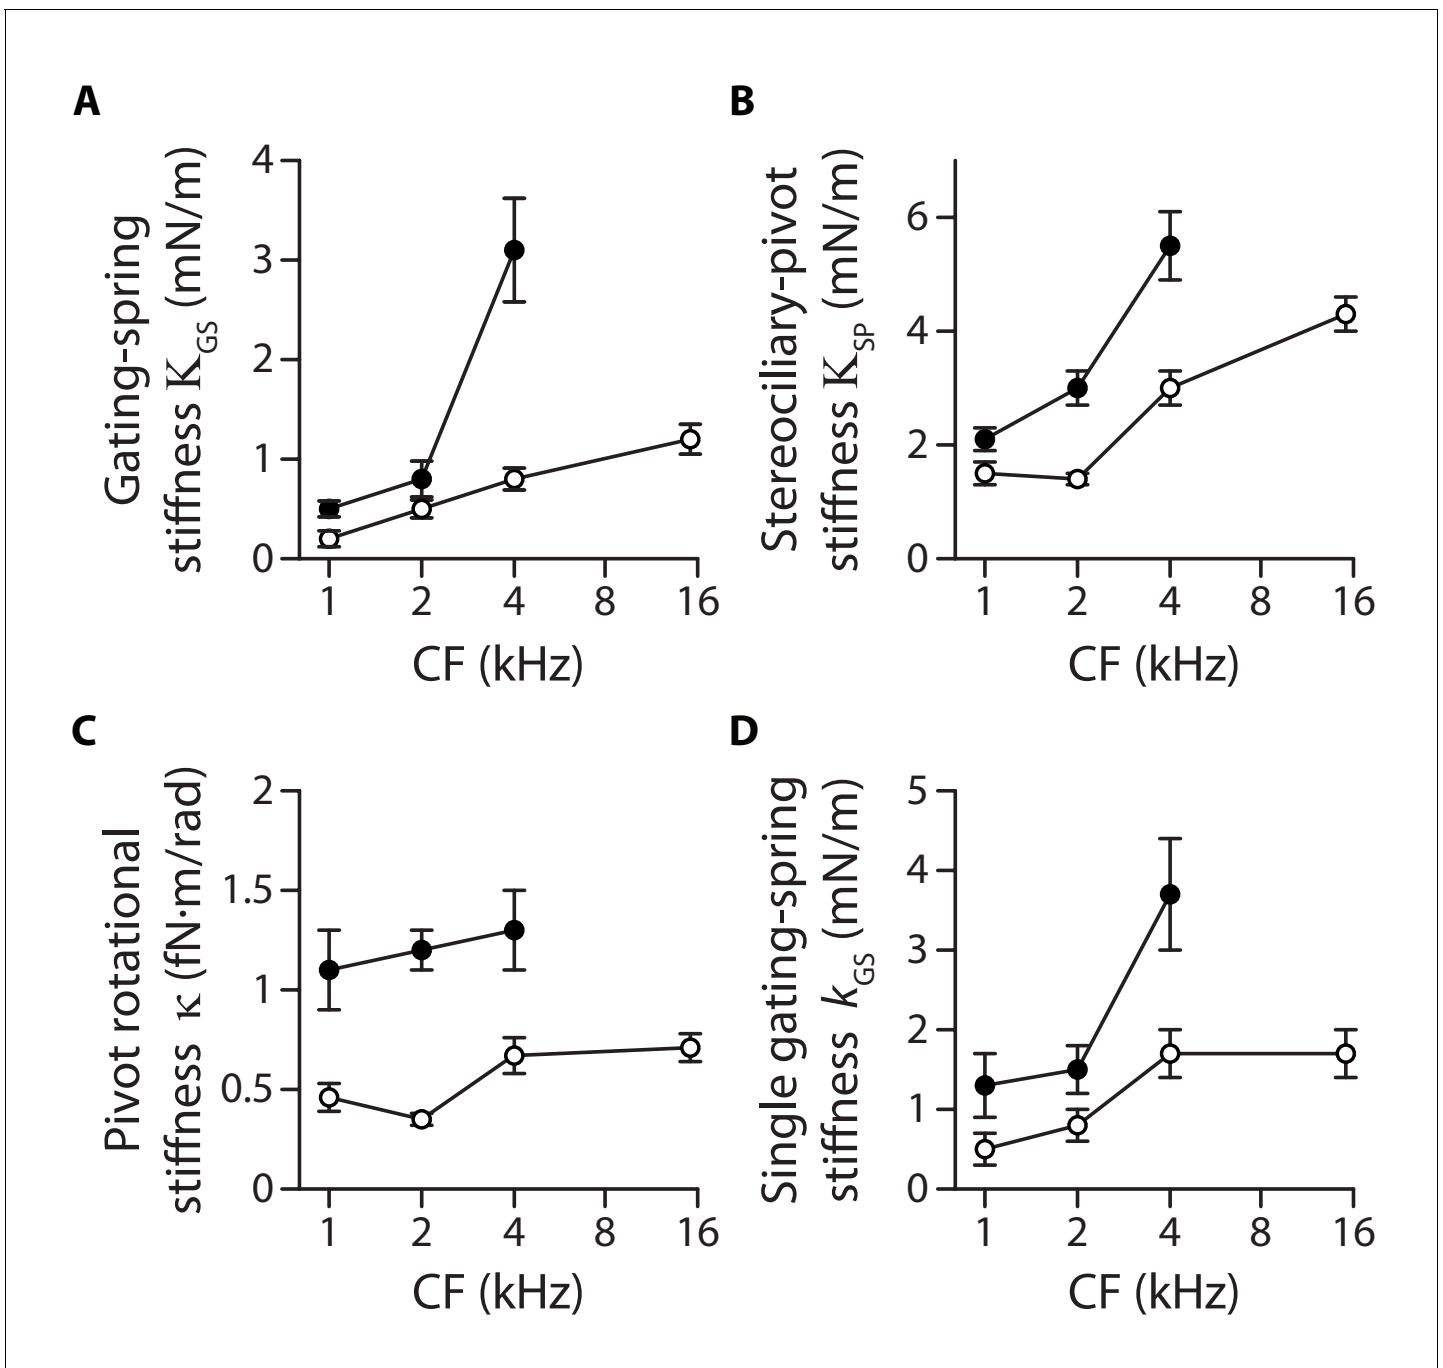 A
Gating-spring
stiffness K_GS (mN/m)
4
3
2
1
0
1 2 4 8 16
CF (kHz)
B
Stereociliary-pivot
stiffness K_SP (mN/m)
6
4
2
0
1 2 4 8 16
CF (kHz)
C
Pivot rotational
stiffness κ (fN·m/rad)
2
1.5
1
0.5
0
1 2 4 8 16
CF (kHz)
D
Single gating-spring
stiffness k_GS (mN/m)
5
4
3
2
1
0
1 2 4 8 16
CF (kHz)